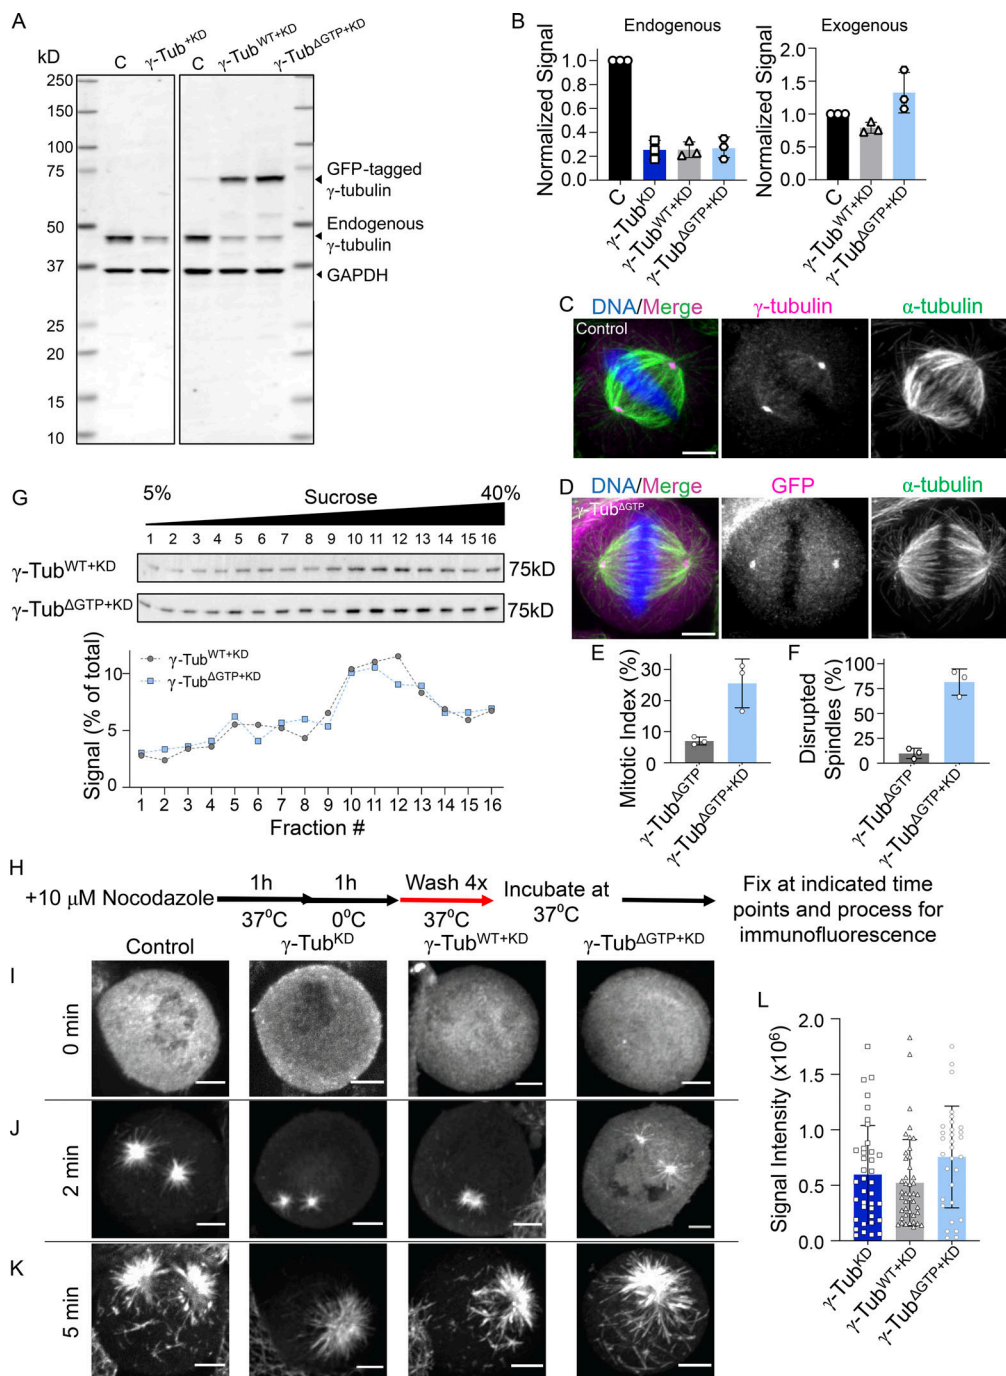 A
kD
C
γ-Tub+KD
C
γ-TubWT+KD
γ-TubΔGTP+KD
250
150
100
75
50
37
25
20
15
10
GFP-tagged
γ-tubulin
Endogenous
γ-tubulin
GAPDH
B
Endogenous
Normalized Signal
1.0
0.8
0.6
0.4
0.2
0.0
C
γ-TubKD
γ-TubWT+KD
γ-TubΔGTP+KD
Exogenous
Normalized Signal
2.0
1.5
1.0
0.5
0.0
C
γ-TubWT+KD
γ-TubΔGTP+KD
C
DNA/Merge
γ-tubulin
α-tubulin
Control
D
DNA/Merge
GFP
α-tubulin
γ-TubΔGTP
E
Mitotic Index (%)
30
20
10
0
γ-TubΔGTP
γ-TubΔGTP+KD
F
Disrupted
Spindles (%)
100
75
50
25
0
γ-TubΔGTP
γ-TubΔGTP+KD
G
5%
Sucrose
40%
1 2 3 4 5 6 7 8 9 10 11 12 13 14 15 16
γ-TubWT+KD
75kD
γ-TubΔGTP+KD
75kD
γ-TubWT+KD
γ-TubΔGTP+KD
Signal (% of total)
10
5
0
1 2 3 4 5 6 7 8 9 10 11 12 13 14 15 16
Fraction #
H
+10 μM Nocodazole
1h
37⁰C
1h
0⁰C
Wash 4x
37⁰C
Incubate at
37⁰C
Fix at indicated time
points and process for
immunofluorescence
Control
γ-TubKD
γ-TubWT+KD
γ-TubΔGTP+KD
I
0 min
J
2 min
K
5 min
L
Signal Intensity (x10⁶)
2.0
1.5
1.0
0.5
0.0
γ-TubKD
γ-TubWT+KD
γ-TubΔGTP+KD